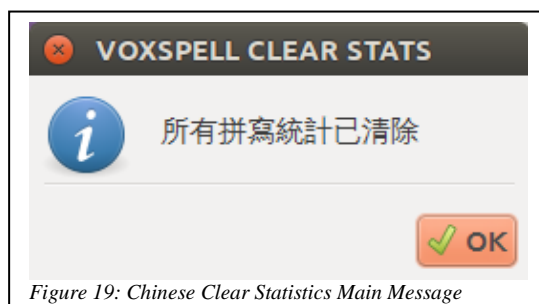 VOXSPELL CLEAR STATS
所有拼寫統計已清除
OK
Figure 19: Chinese Clear Statistics Main Message